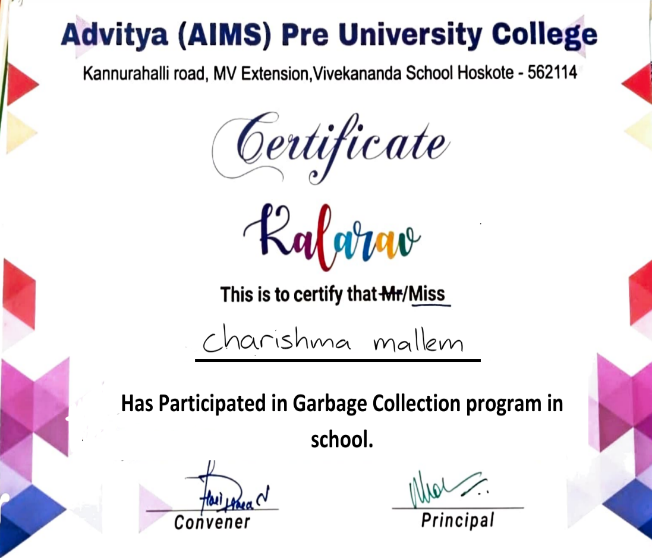 Advitya (AIMS) Pre University College
Kannurahalli road, MV Extension,Vivekananda School Hoskote - 562114
Certificate
Kalarav
This is to certify that Mr/Miss
charishma mallem
Has Participated in Garbage Collection program in
school.
Convener
Principal